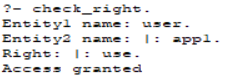 ?- check_right.
Entity1 name: user.
Entity2 name: |: appl.
Right: |: use.
Access granted